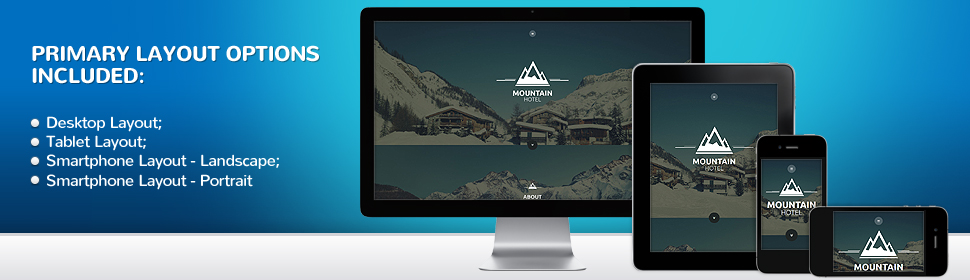 PRIMARY LAYOUT OPTIONS
INCLUDED:
Desktop Layout;
Tablet Layout;
Smartphone Layout - Landscape;
Smartphone Layout - Portrait
MOUNTAIN
HOTEL
ABOUT
MOUNTAIN
HOTEL
MOUNTAIN
HOTEL
MOUNTAIN